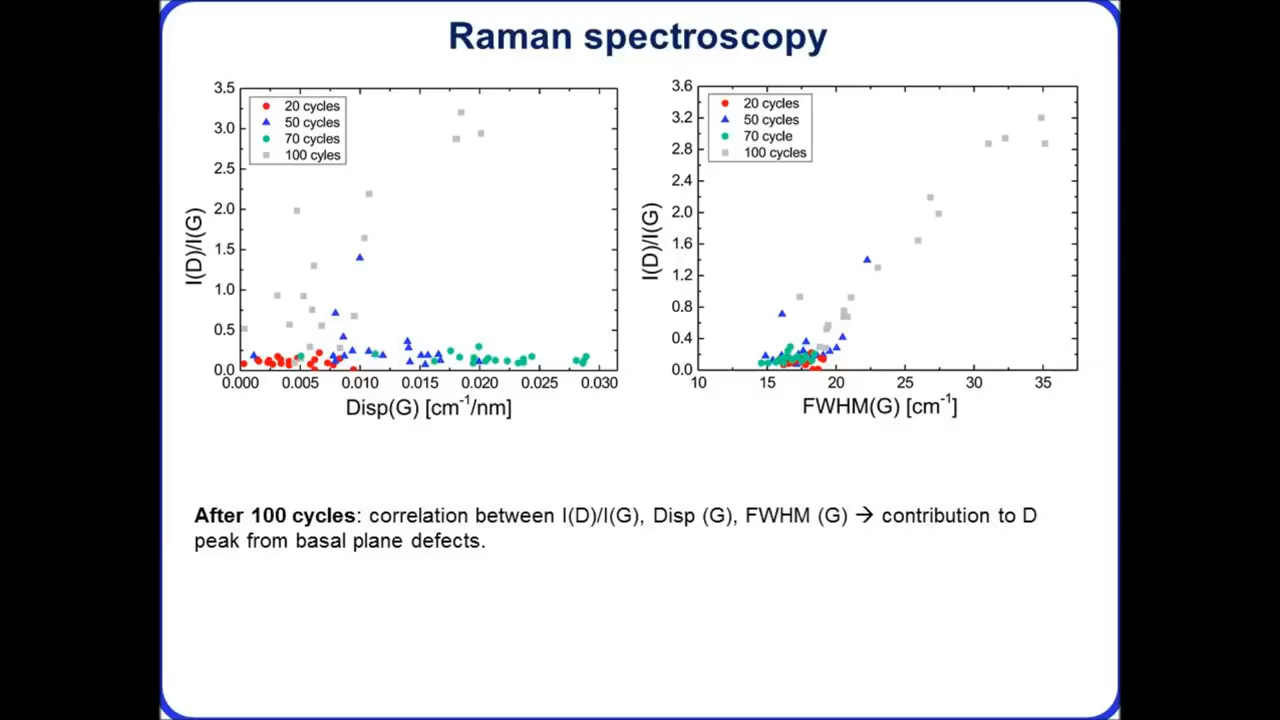 Raman spectroscopy
3.5
3.0
2.5
2.0
1.5
1.0
0.5
0.0
I(D)/I(G)
20 cycles
50 cycles
70 cycles
100 cyles
0.000 0.005 0.010 0.015 0.020 0.025 0.030
Disp(G) [cm⁻¹/nm]
3.6
3.2
2.8
2.4
2.0
1.6
1.2
0.8
0.4
0.0
I(D)/I(G)
20 cycles
50 cycles
70 cycle
100 cycles
10 15 20 25 30 35
FWHM(G) [cm⁻¹]
After 100 cycles: correlation between I(D)/I(G), Disp (G), FWHM (G) → contribution to D
peak from basal plane defects.